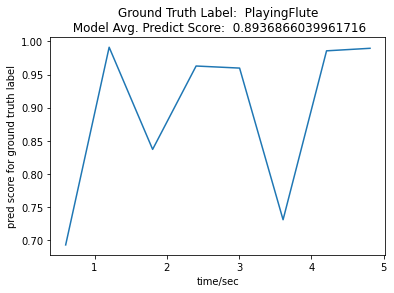 Ground Truth Label:  PlayingFlute
Model Avg. Predict Score:  0.8936866039961716
1.00
0.95
0.90
0.85
0.80
0.75
0.70
pred score for ground truth label
1 2 3 4 5
time/sec